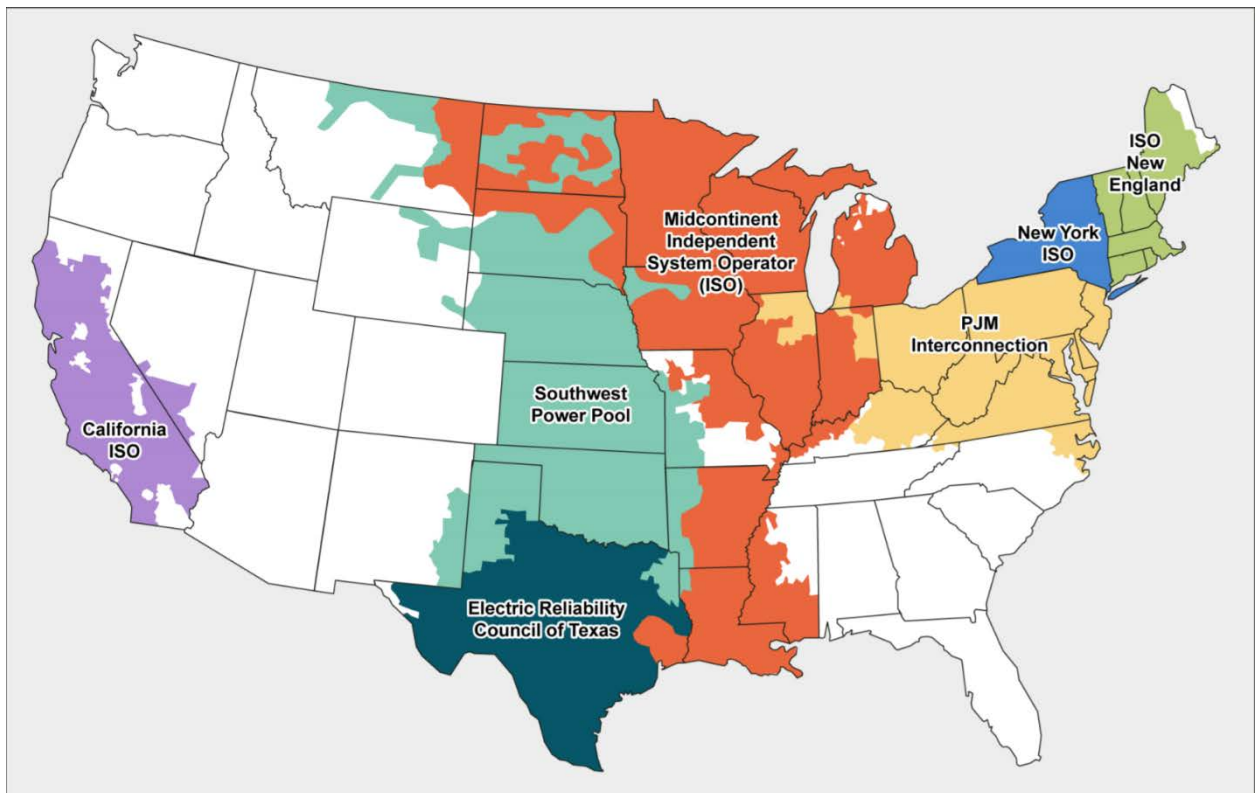 ISO
New
England
New York
ISO
Midcontinent
Independent
System Operator
(ISO)
PJM
Interconnection
Southwest
Power Pool
California
ISO
Electric Reliability
Council of Texas